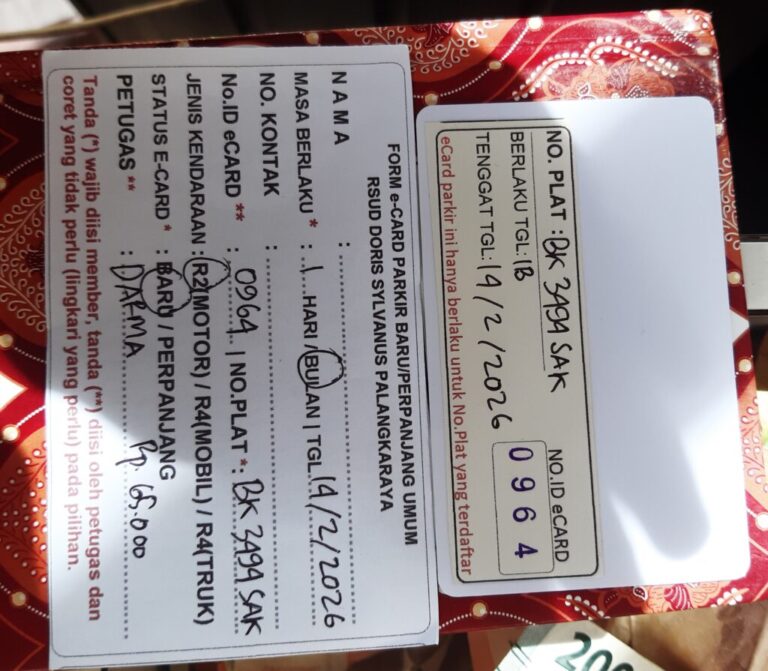 NO. PLAT : BK 3494 SAK
BERLAKU TGL: 1B
NO.ID eCARD
TENGGAT TGL: 19/2/2026
0964
eCard parkir ini hanya berlaku untuk No.Plat yang terdaftar
FORM e-CARD PARKIR BARU/PERPANJANG UMUM
RSUD DORIS SYLVANUS PALANGKARAYA
NAMA :
MASA BERLAKU * : 1 HARI / BULAN | TGL. 19/2/2026
NO. KONTAK :
No.ID eCARD ** : 0964 | NO.PLAT * : BK 3494 SAK
JENIS KENDARAAN : (R2)MOTOR) / R4(MOBIL) / R4(TRUK)
STATUS E-CARD * : BARU / PERPANJANG
PETUGAS ** : DARMA Rp. 65.000
Tanda (*) wajib diisi member, tanda (**) diisi oleh petugas dan
coret yang tidak perlu (lingkari yang perlu) pada pilihan.
200